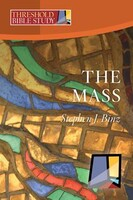 THRESHOLD
BIBLE STUDY
THE
MASS
Stephen J. Binz